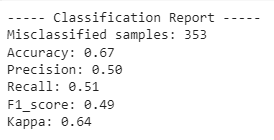 ----- Classification Report -----
Misclassified samples: 353
Accuracy: 0.67
Precision: 0.50
Recall: 0.51
F1_score: 0.49
Kappa: 0.64